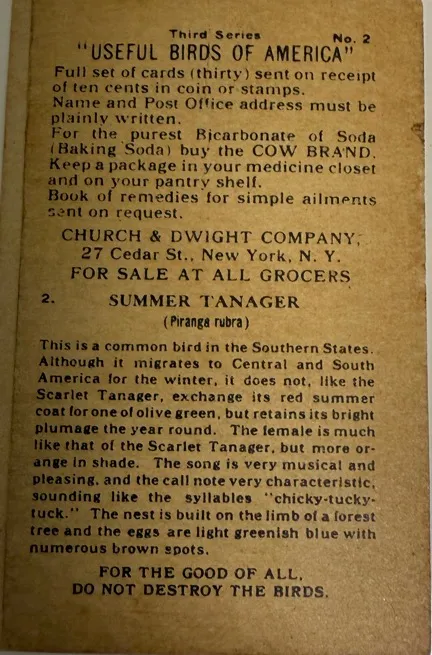 Third Series No. 2
"USEFUL BIRDS OF AMERICA"
Full set of cards (thirty) sent on receipt
of ten cents in coin or stamps.
Name and Post Office address must be
plainly written.
For the purest Bicarbonate of Soda
(Baking Soda) buy the COW BRAND.
Keep a package in your medicine closet
and on your pantry shelf.
Book of remedies for simple ailments
sent on request.
CHURCH & DWIGHT COMPANY,
27 Cedar St., New York, N. Y.
FOR SALE AT ALL GROCERS
2. SUMMER TANAGER
(Piranga rubra)
This is a common bird in the Southern States.
Although it migrates to Central and South
America for the winter, it does not, like the
Scarlet Tanager, exchange its red summer
coat for one of olive green, but retains its bright
plumage the year round. The female is much
like that of the Scarlet Tanager, but more or-
ange in shade. The song is very musical and
pleasing, and the call note very characteristic,
sounding like the syllables "chicky-tucky-
tuck." The nest is built on the limb of a forest
tree and the eggs are light greenish blue with
numerous brown spots.
FOR THE GOOD OF ALL,
DO NOT DESTROY THE BIRDS.